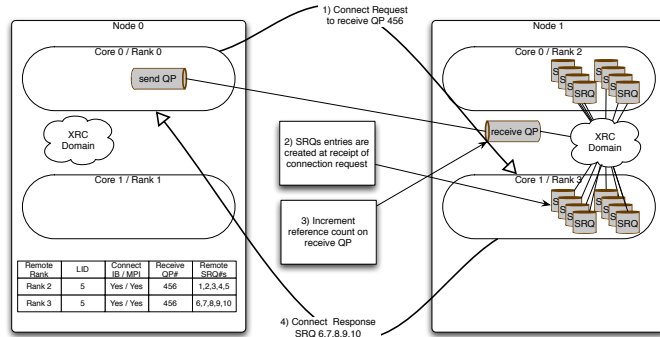 Node 0
1) Connect Request
to receive QP 456
Node 1
Core 0 / Rank 0
send QP
Core 0/ Rank 2
SRQ
SRQ
XRC
Domain
receive QP
XRC
Domain
2) SRQs entries are
created at receipt of
connection request
Core 1 / Rank 1
Core 1 / Rank 3
SRQ
SRQ
3) Increment
reference count on
receive QP
Remote Rank LID Connect IB / MPI Receive QP# Remote SRQ#s
Rank 2 5 Yes / Yes 456 1,2,3,4,5
Rank 3 5 Yes / Yes 456 6,7,8,9,10
4) Connect Response
SRQ 6,7,8,9,10